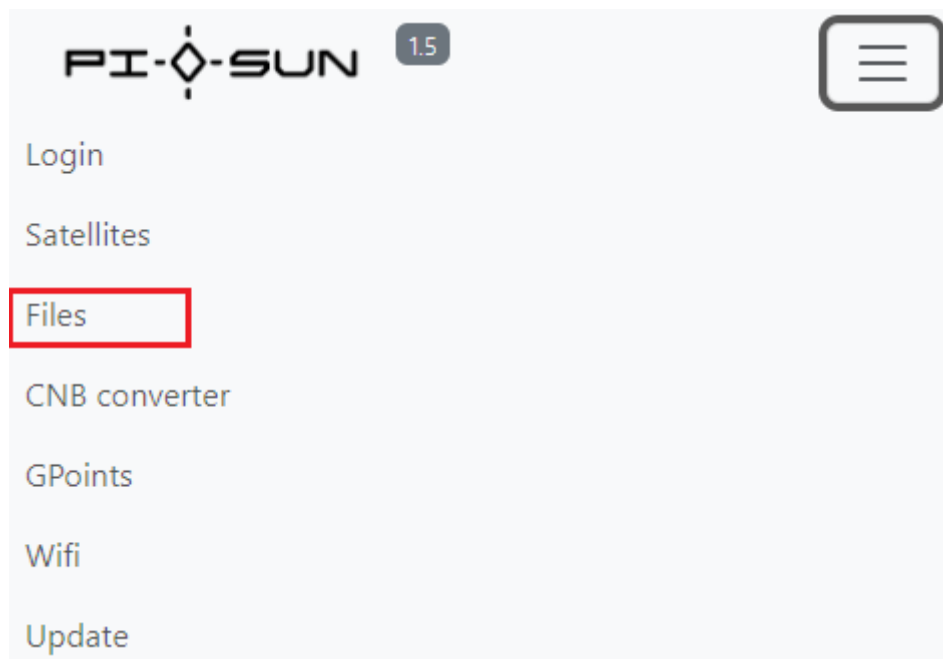 PI-◇-SUN 1.5
Login
Satellites
Files
CNB converter
GPoints
Wifi
Update